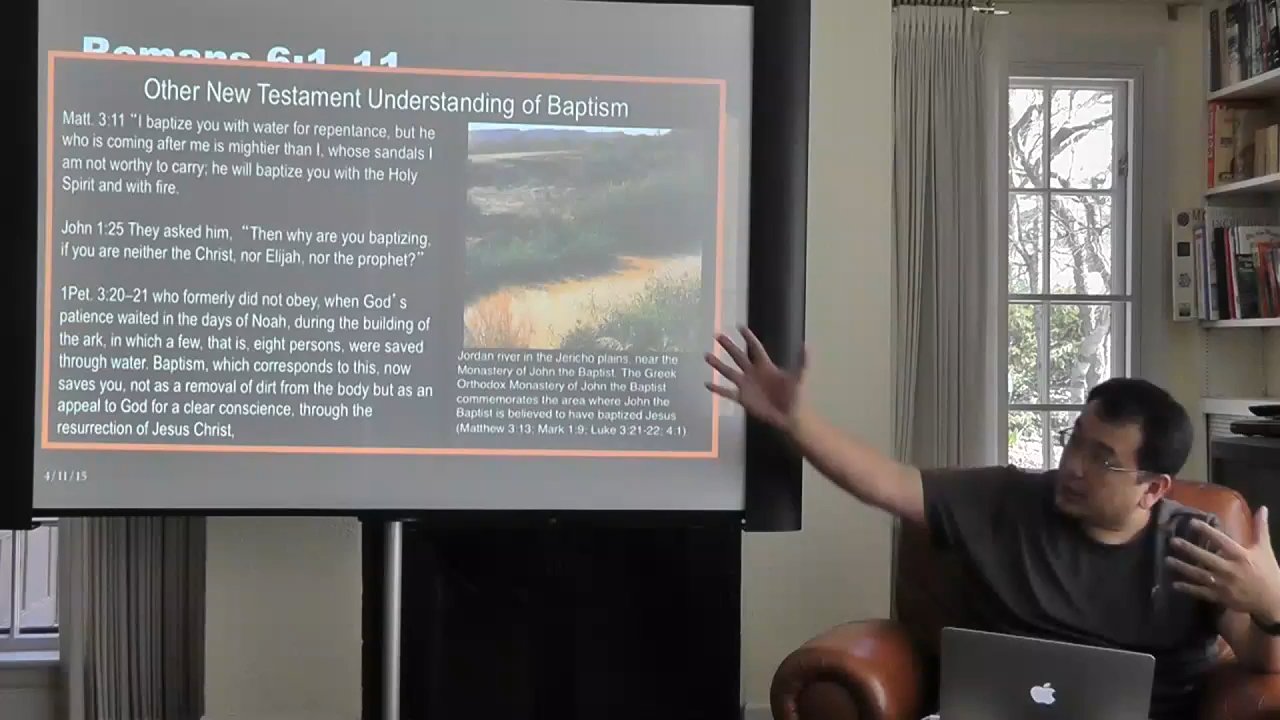 Romans 6:1-11
Other New Testament Understanding of Baptism
Matt. 3:11 “I baptize you with water for repentance, but he
who is coming after me is mightier than I, whose sandals I
am not worthy to carry; he will baptize you with the Holy
Spirit and with fire.
John 1:25 They asked him, “Then why are you baptizing,
if you are neither the Christ, nor Elijah, nor the prophet?”
1Pet. 3:20–21 who formerly did not obey, when God’s
patience waited in the days of Noah, during the building of
the ark, in which a few, that is, eight persons, were saved
through water. Baptism, which corresponds to this, now
saves you, not as a removal of dirt from the body but as an
appeal to God for a clear conscience, through the
resurrection of Jesus Christ,
Jordan river in the Jericho plains, near the
Monastery of John the Baptist. The Greek
Orthodox Monastery of John the Baptist
commemorates the area where John the
Baptist is believed to have baptized Jesus
(Matthew 3:13; Mark 1:9; Luke 3:21-22; 4:1)
4/11/15